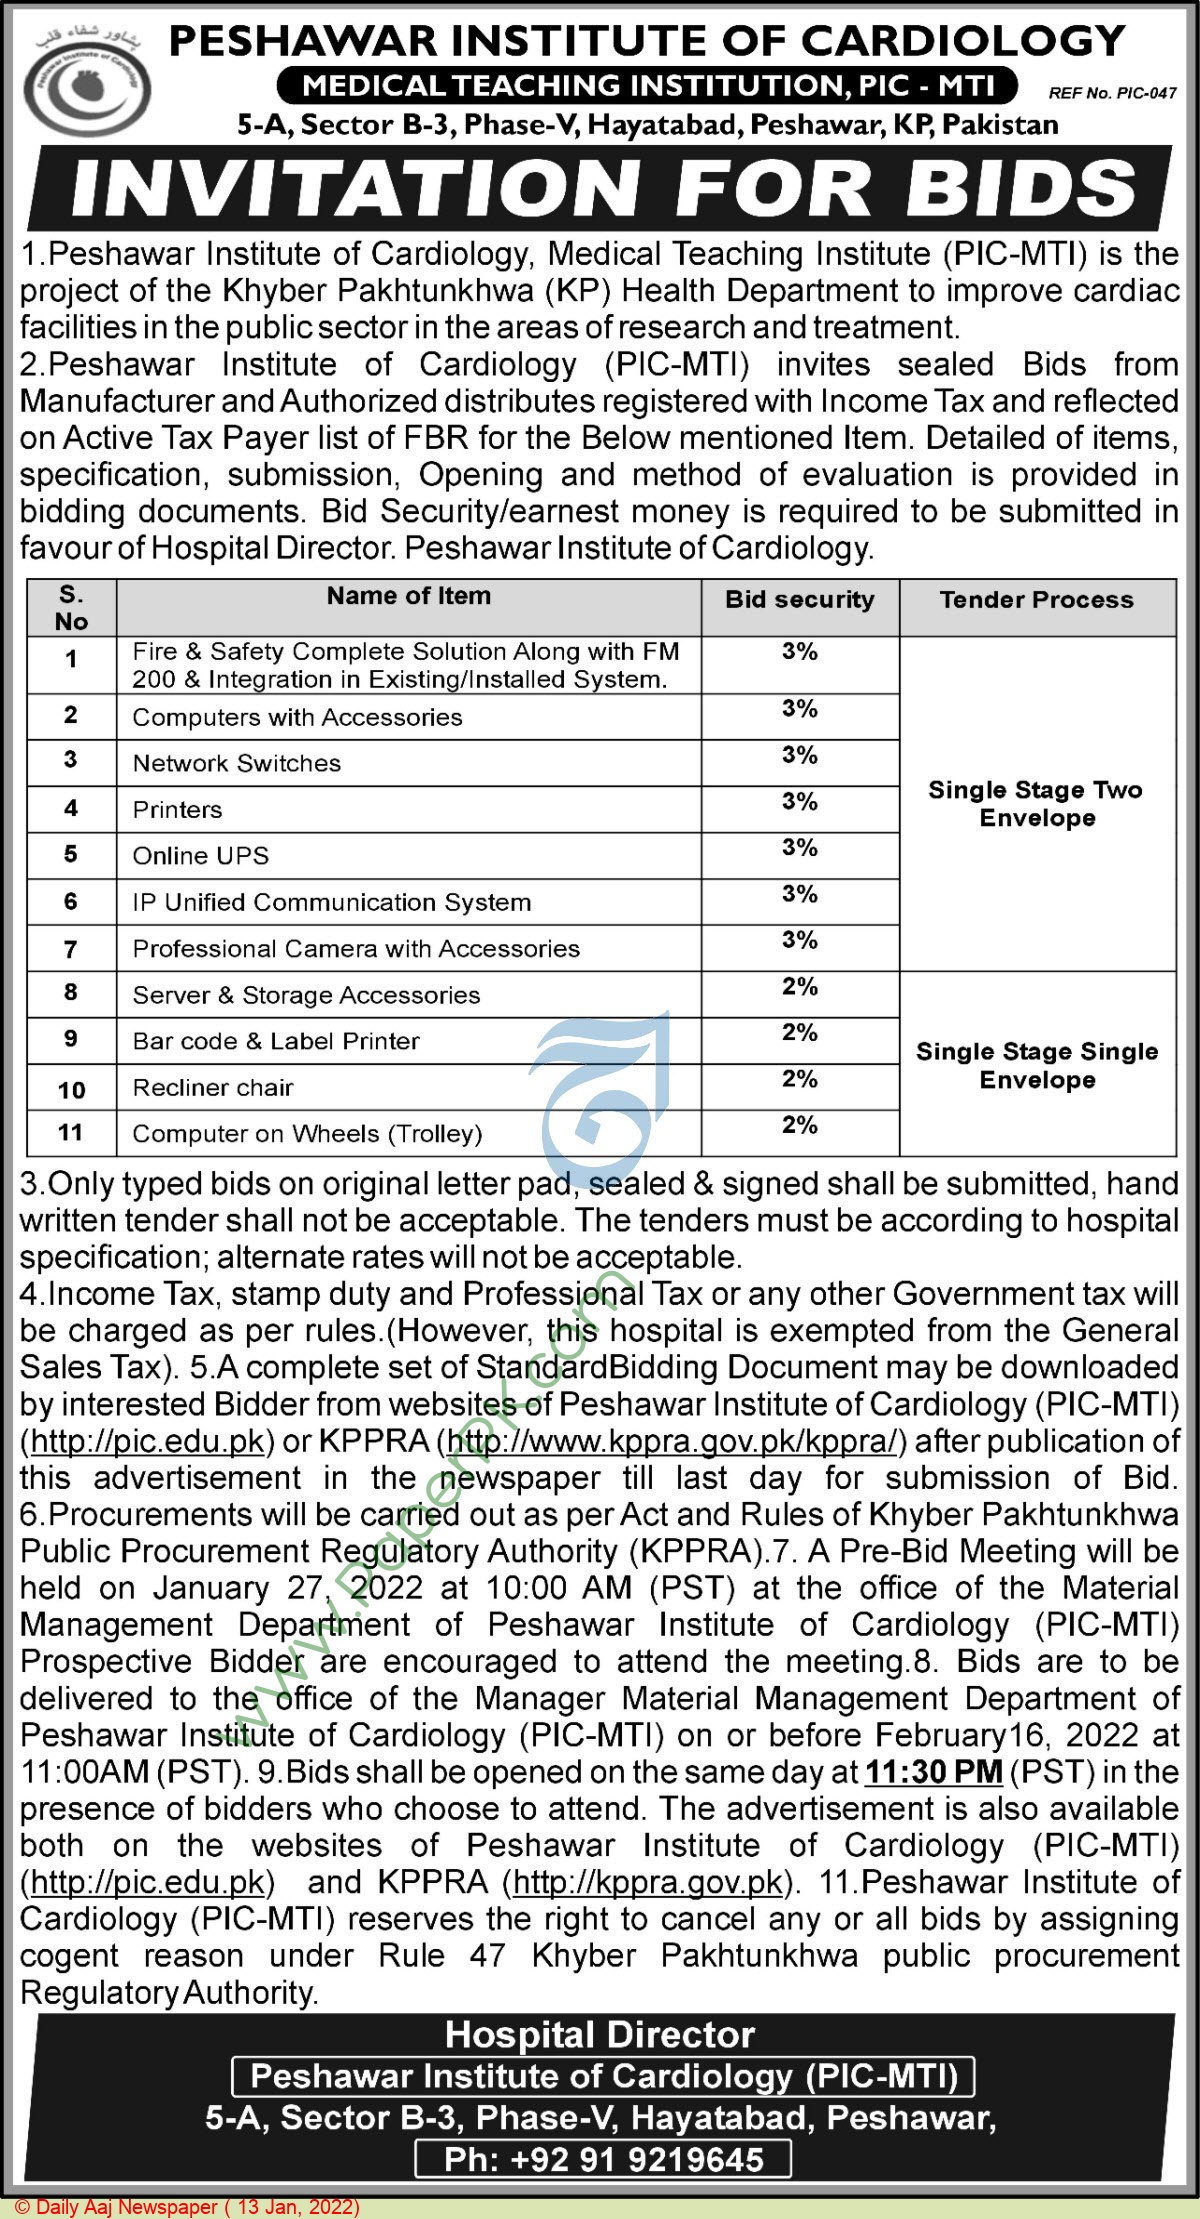 پشاور شفاء قلب
Peshawar Institute of Cardiology
PESHAWAR INSTITUTE OF CARDIOLOGY
MEDICAL TEACHING INSTITUTION, PIC - MTI
REF No. PIC-047
5-A, Sector B-3, Phase-V, Hayatabad, Peshawar, KP, Pakistan
INVITATION FOR BIDS
1.Peshawar Institute of Cardiology, Medical Teaching Institute (PIC-MTI) is the
project of the Khyber Pakhtunkhwa (KP) Health Department to improve cardiac
facilities in the public sector in the areas of research and treatment.
2.Peshawar Institute of Cardiology (PIC-MTI) invites sealed Bids from
Manufacturer and Authorized distributes registered with Income Tax and reflected
on Active Tax Payer list of FBR for the Below mentioned Item. Detailed of items,
specification, submission, Opening and method of evaluation is provided in
bidding documents. Bid Security/earnest money is required to be submitted in
favour of Hospital Director. Peshawar Institute of Cardiology.
S. No Name of Item Bid security Tender Process
1 Fire & Safety Complete Solution Along with FM 3%
200 & Integration in Existing/Installed System.
2 Computers with Accessories 3%
3 Network Switches 3%
4 Printers 3%
Single Stage Two
Envelope
5 Online UPS 3%
6 IP Unified Communication System 3%
7 Professional Camera with Accessories 3%
8 Server & Storage Accessories 2%
9 Bar code & Label Printer 2%
Single Stage Single
Envelope
10 Recliner chair 2%
11 Computer on Wheels (Trolley) 2%
3.Only typed bids on original letter pad, sealed & signed shall be submitted, hand
written tender shall not be acceptable. The tenders must be according to hospital
specification; alternate rates will not be acceptable.
4.Income Tax, stamp duty and Professional Tax or any other Government tax will
be charged as per rules.(However, this hospital is exempted from the General
Sales Tax). 5.A complete set of StandardBidding Document may be downloaded
by interested Bidder from websites of Peshawar Institute of Cardiology (PIC-MTI)
(http://pic.edu.pk) or KPPRA (http://www.kppra.gov.pk/kppra/) after publication of
this advertisement in the newspaper till last day for submission of Bid.
6.Procurements will be carried out as per Act and Rules of Khyber Pakhtunkhwa
Public Procurement Regulatory Authority (KPPRA).7. A Pre-Bid Meeting will be
held on January 27, 2022 at 10:00 AM (PST) at the office of the Material
Management Department of Peshawar Institute of Cardiology (PIC-MTI)
Prospective Bidder are encouraged to attend the meeting.8. Bids are to be
delivered to the office of the Manager Material Management Department of
Peshawar Institute of Cardiology (PIC-MTI) on or before February16, 2022 at
11:00AM (PST). 9.Bids shall be opened on the same day at 11:30 PM (PST) in the
presence of bidders who choose to attend. The advertisement is also available
both on the websites of Peshawar Institute of Cardiology (PIC-MTI)
(http://pic.edu.pk) and KPPRA (http://kppra.gov.pk). 11.Peshawar Institute of
Cardiology (PIC-MTI) reserves the right to cancel any or all bids by assigning
cogent reason under Rule 47 Khyber Pakhtunkhwa public procurement
Regulatory Authority.
www.PaperPK.com
Hospital Director
Peshawar Institute of Cardiology (PIC-MTI)
5-A, Sector B-3, Phase-V, Hayatabad, Peshawar,
Ph: +92 91 9219645
© Daily Aaj Newspaper ( 13 Jan, 2022)